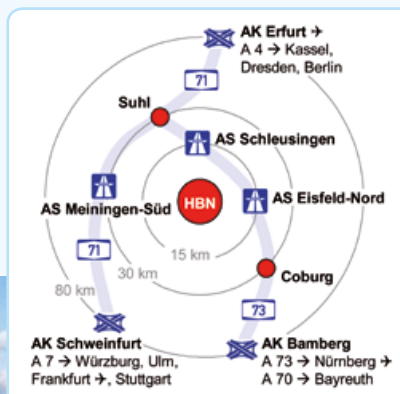 AK Erfurt ✈
A 4 → Kassel,
Dresden, Berlin
71
Suhl
AS Schleusingen
HBN
AS Meiningen-Süd
AS Eisfeld-Nord
71
15 km
30 km
Coburg
80 km
73
AK Schweinfurt
A 7 → Würzburg, Ulm,
Frankfurt ✈, Stuttgart
AK Bamberg
A 73 → Nürnberg ✈
A 70 → Bayreuth